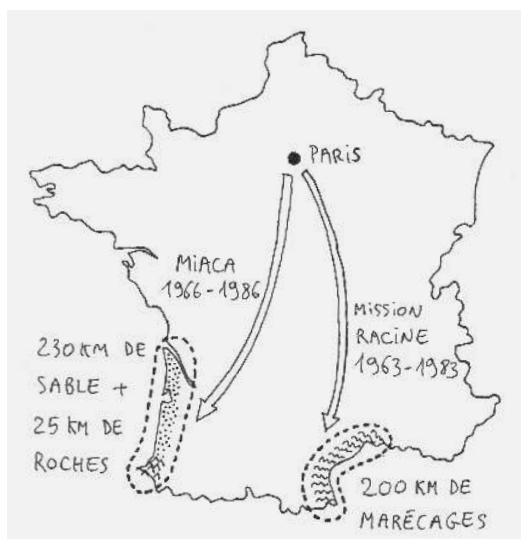 PARIS
MIACA
1966-1986
MISSION
RACINE
1963-1983
230 KM DE
SABLE +
25 KM DE
ROCHES
200 KM DE
MARÉCAGES